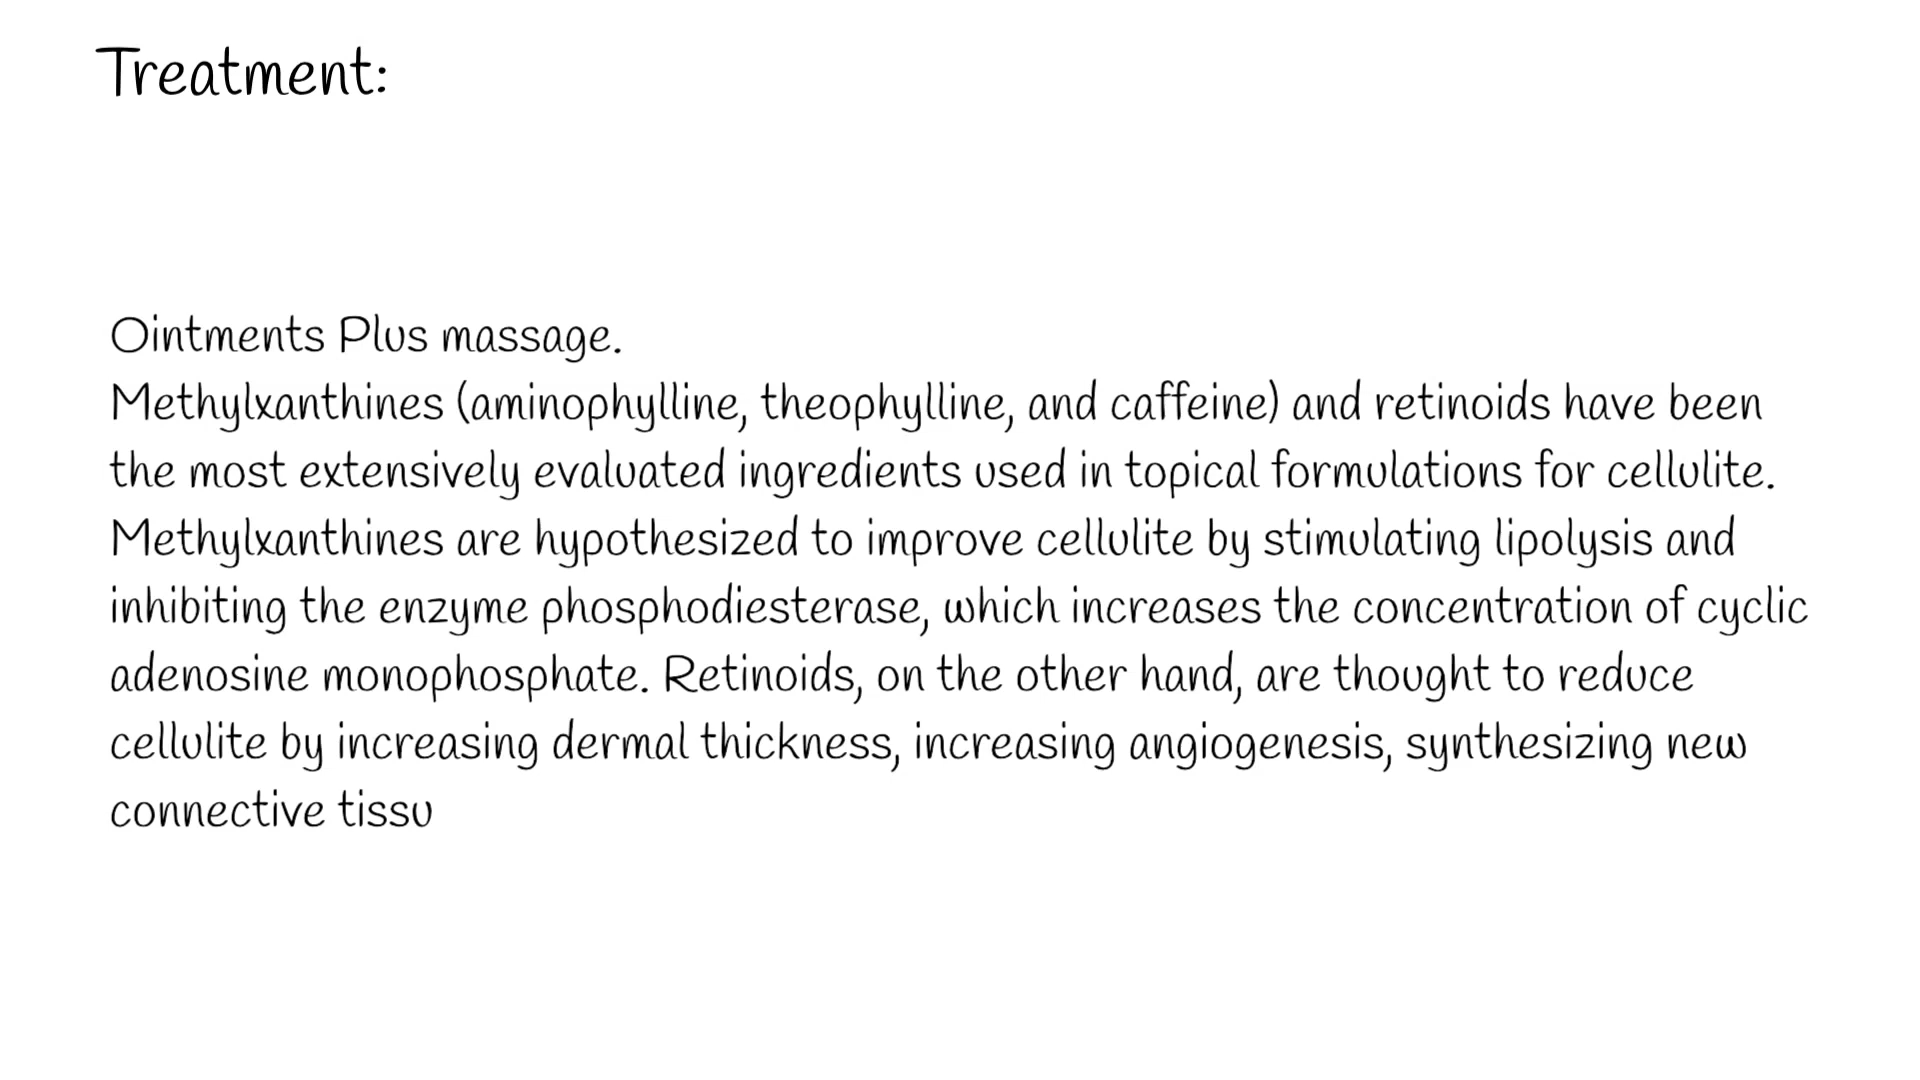 Treatment:
Ointments Plus massage.
Methylxanthines (aminophylline, theophylline, and caffeine) and retinoids have been
the most extensively evaluated ingredients used in topical formulations for cellulite.
Methylxanthines are hypothesized to improve cellulite by stimulating lipolysis and
inhibiting the enzyme phosphodiesterase, which increases the concentration of cyclic
adenosine monophosphate. Retinoids, on the other hand, are thought to reduce
cellulite by increasing dermal thickness, increasing angiogenesis, synthesizing new
connective tissu